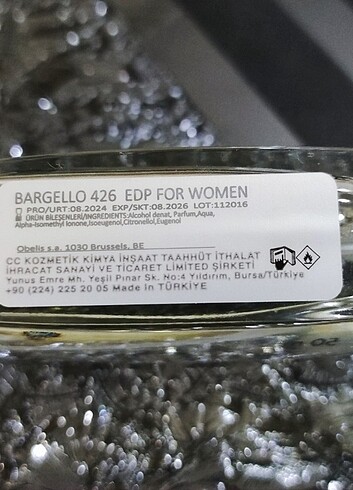 BARGELLO 426 EDP FOR WOMEN
PRO/URT:08.2024 EXP/SKT:08.2026 LOT:112016
ÜRÜN BİLEŞENLERİ/INGREDIENTS:Alcohol denat, Parfum,Aqua,
Alpha-Isomethyl Ionone,Isoeugenol,Citronellol,Eugenol
Obelis s.a. 1030 Brussels, BE
CC KOZMETİK KİMYA İNŞAAT TAAHHÜT İTHALAT
İHRACAT SANAYİ VE TİCARET LİMİTED ŞİRKETİ
Yunus Emre Mh. Yeşil Pınar Sk. No:4 Yıldırım, Bursa/Türkiye
+90 (224) 225 20 05 Made in TÜRKİYE